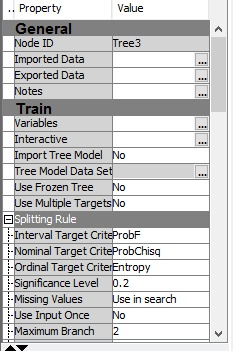 .. Property Value
General
Node ID Tree3
Imported Data ...
Exported Data ...
Notes ...
Train
Variables ...
Interactive ...
Import Tree Model No
Tree Model Data Set ...
Use Frozen Tree No
Use Multiple Targets No
Splitting Rule
Interval Target Crite ProbF
Nominal Target Crite ProbChisq
Ordinal Target Criter Entropy
Significance Level 0.2
Missing Values Use in search
Use Input Once No
Maximum Branch 2